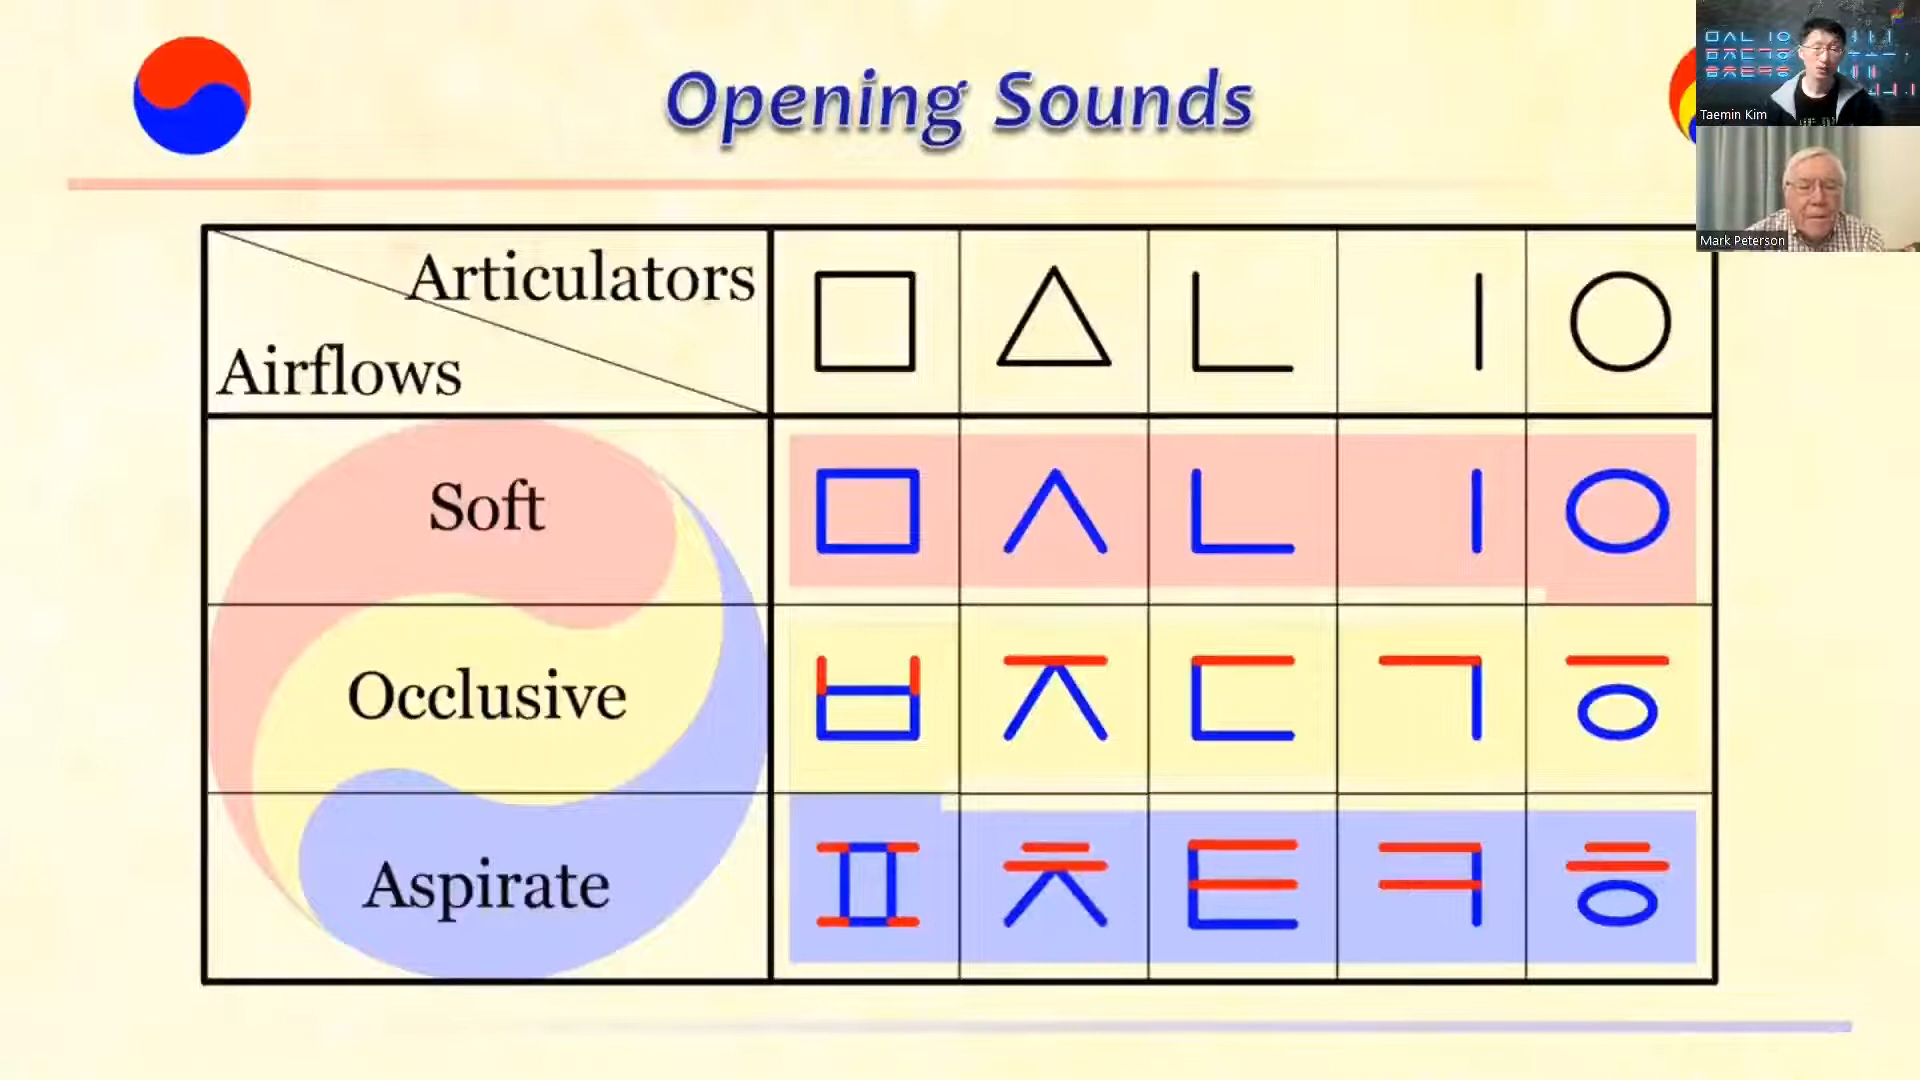 Opening Sounds
Taemin Kim
Mark Peterson
Articulators □ △ ㄴ ㅣ ○
Airflows
Soft ㅁ ㅅ ㄴ ㅣ ㅇ
Occlusive ㅂ ㅈ ㄷ ㄱ ㆆ
Aspirate ㅍ ㅊ ㅌ ㅋ ㅎ